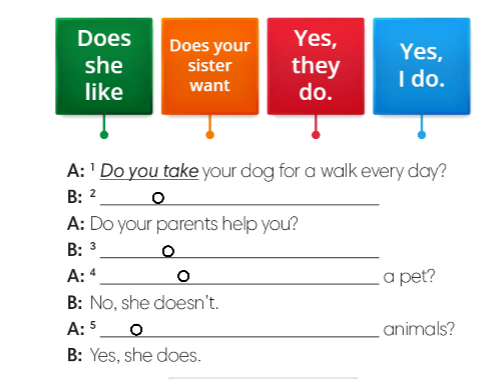 Does
she
like
Does your
sister
want
Yes,
they
do.
Yes,
I do.
A: 1 Do you take your dog for a walk every day?
B: 2 ____________________
A: Do your parents help you?
B: 3 ____________________
A: 4 ____________________ a pet?
B: No, she doesn't.
A: 5 ____________________ animals?
B: Yes, she does.